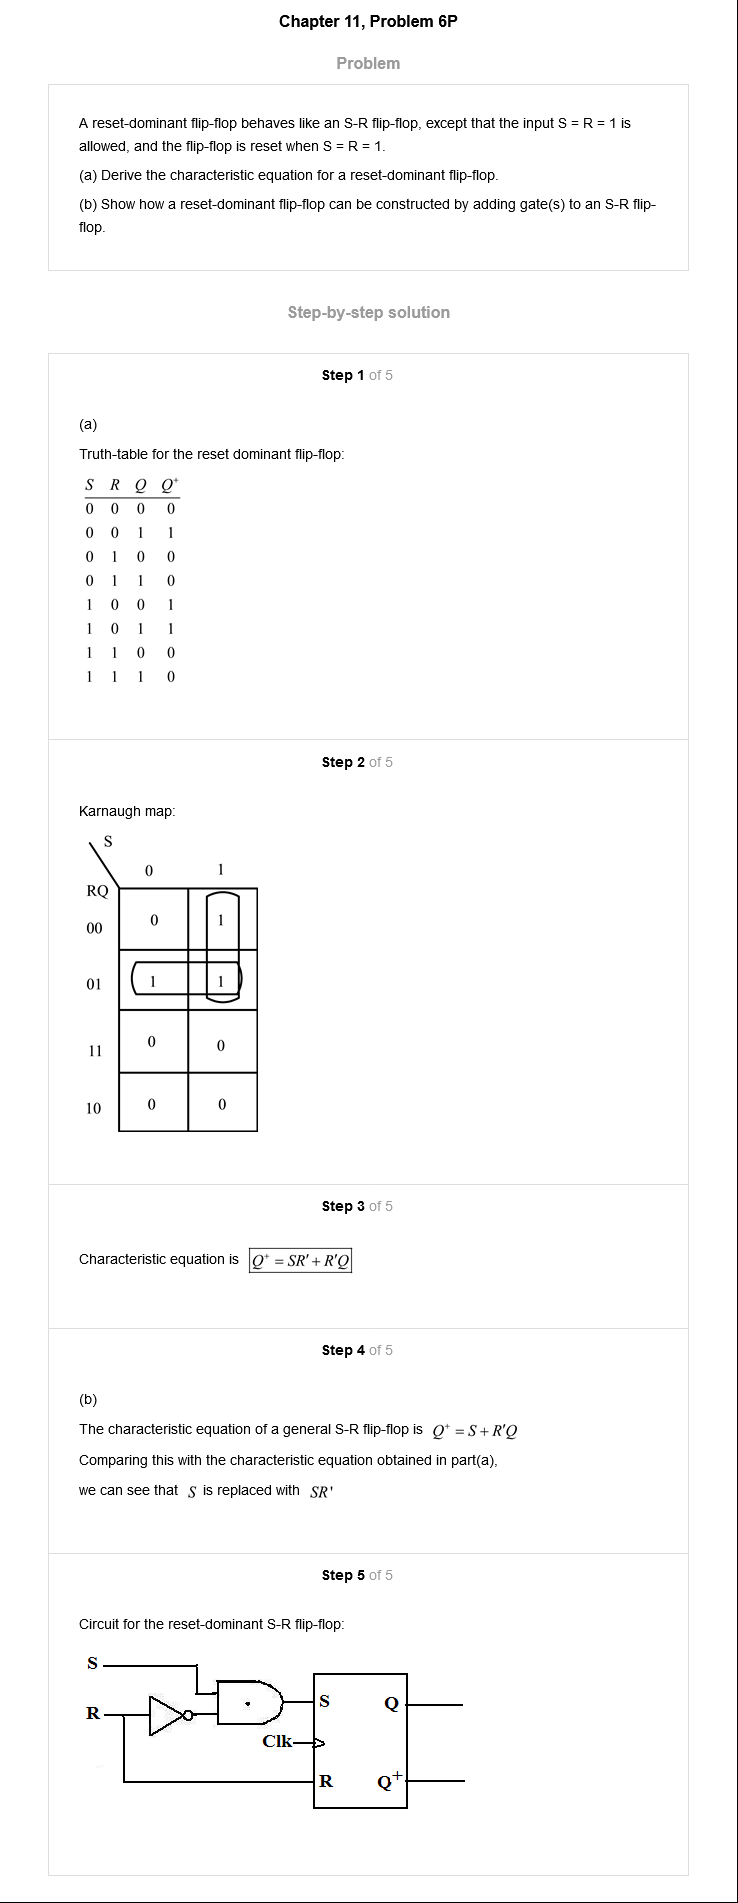 Chapter 11, Problem 6P
Problem
A reset-dominant flip-flop behaves like an S-R flip-flop, except that the input S = R = 1 is
allowed, and the flip-flop is reset when S = R = 1.
(a) Derive the characteristic equation for a reset-dominant flip-flop.
(b) Show how a reset-dominant flip-flop can be constructed by adding gate(s) to an S-R flip-
flop.
Step-by-step solution
Step 1 of 5
(a)
Truth-table for the reset dominant flip-flop:
S R Q Q⁺
0 0 0 0
0 0 1 1
0 1 0 0
0 1 1 0
1 0 0 1
1 0 1 1
1 1 0 0
1 1 1 0
Step 2 of 5
Karnaugh map:
S
0 1
RQ
00 0 1
01 1 1
11 0 0
10 0 0
Step 3 of 5
Characteristic equation is Q⁺ = SR′ + R′Q
Step 4 of 5
(b)
The characteristic equation of a general S-R flip-flop is Q⁺ = S + R′Q
Comparing this with the characteristic equation obtained in part(a),
we can see that S is replaced with SR'
Step 5 of 5
Circuit for the reset-dominant S-R flip-flop:
S
S Q
R
Clk
R Q⁺